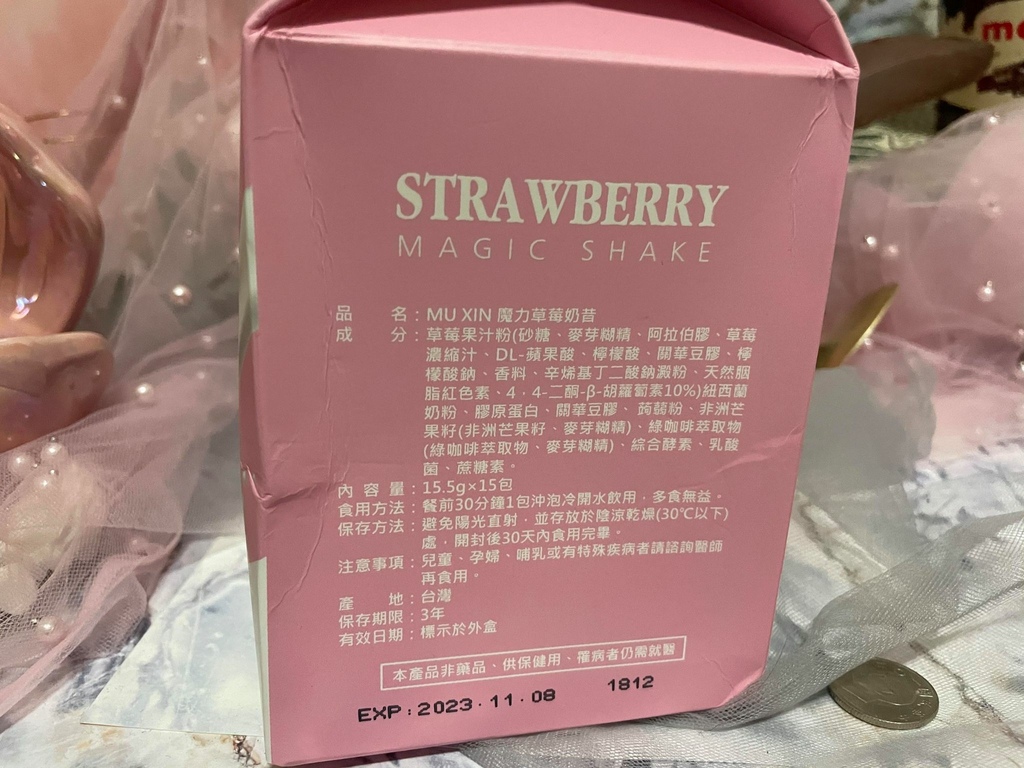 STRAWBERRY
MAGIC SHAKE
品名：MU XIN 魔力草莓奶昔
成分：草莓果汁粉(砂糖、麥芽糊精、阿拉伯膠、草莓
濃縮汁、DL-蘋果酸、檸檬酸、關華豆膠、檸
檬酸鈉、香料、辛烯基丁二酸鈉澱粉、天然胭
脂紅色素、4，4-二酮-β-胡蘿蔔素10%)紐西蘭
奶粉、膠原蛋白、關華豆膠、蒟蒻粉、非洲芒
果籽(非洲芒果籽、麥芽糊精)、綠咖啡萃取物
(綠咖啡萃取物、麥芽糊精)、綜合酵素、乳酸
菌、蔗糖素。
內容量：15.5g×15包
食用方法：餐前30分鐘1包沖泡冷開水飲用，多食無益。
保存方法：避免陽光直射，並存放於陰涼乾燥(30℃以下)
處，開封後30天內食用完畢。
注意事項：兒童、孕婦、哺乳或有特殊疾病者請諮詢醫師
再食用。
產地：台灣
保存期限：3年
有效日期：標示於外盒
本產品非藥品、供保健用、罹病者仍需就醫
EXP:2023.11.08 1812